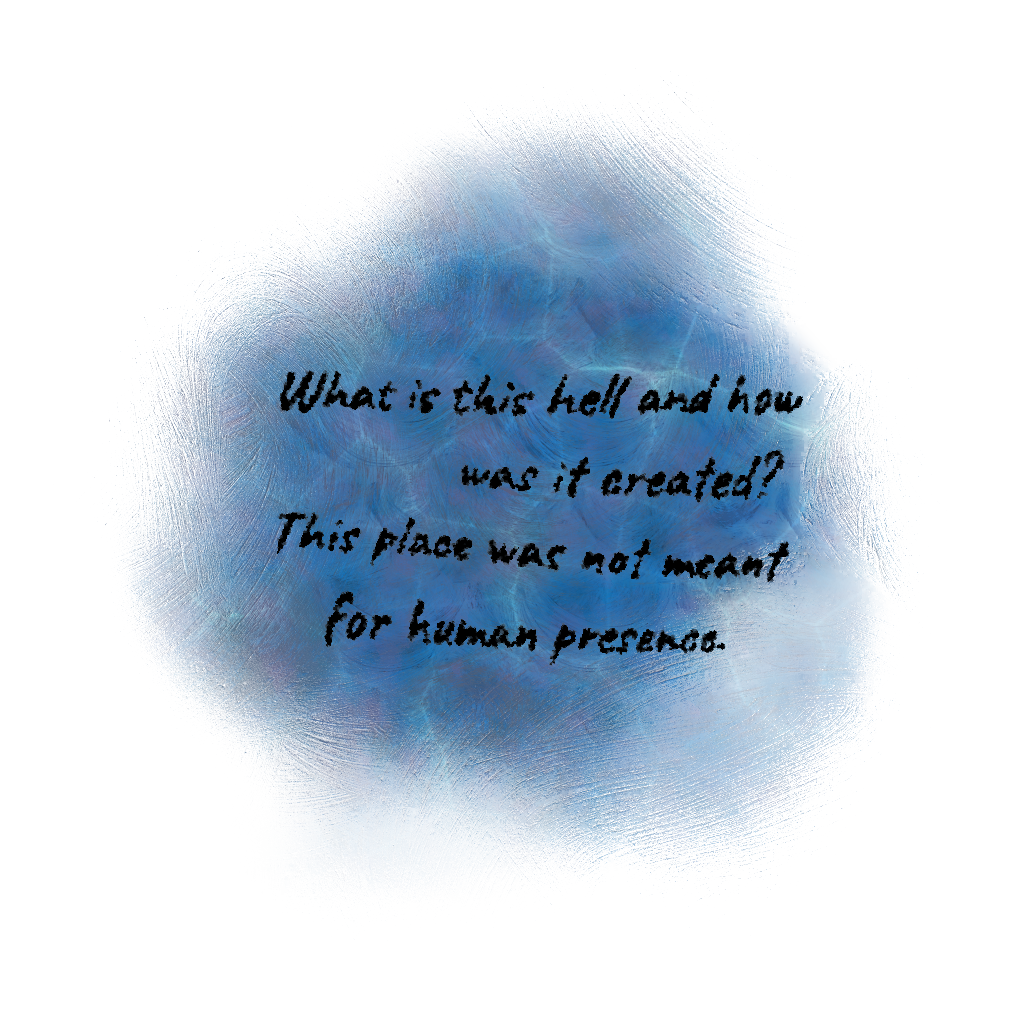 What is this hell and how
was it created?
This place was not meant
for human presence.